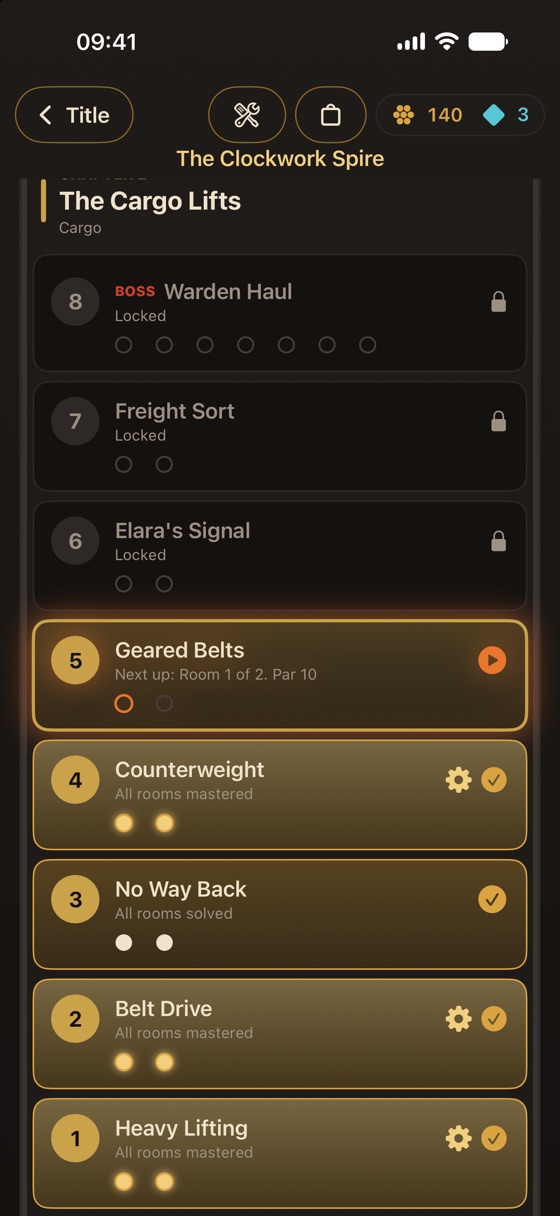 09:41
Title
140
3
The Clockwork Spire
The Cargo Lifts
Cargo
8
BOSS Warden Haul
Locked
7
Freight Sort
Locked
6
Elara's Signal
Locked
5
Geared Belts
Next up: Room 1 of 2. Par 10
4
Counterweight
All rooms mastered
3
No Way Back
All rooms solved
2
Belt Drive
All rooms mastered
1
Heavy Lifting
All rooms mastered